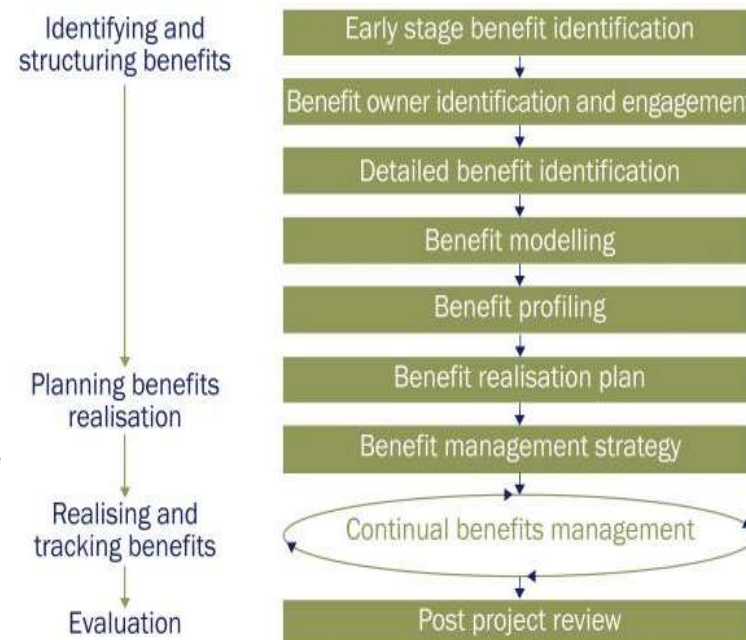 Identifying and
structuring benefits
Early stage benefit identification
Benefit owner identification and engagement
Detailed benefit identification
Benefit modelling
Benefit profiling
Planning benefits
realisation
Benefit realisation plan
Benefit management strategy
Realising and
tracking benefits
Continual benefits management
Evaluation
Post project review